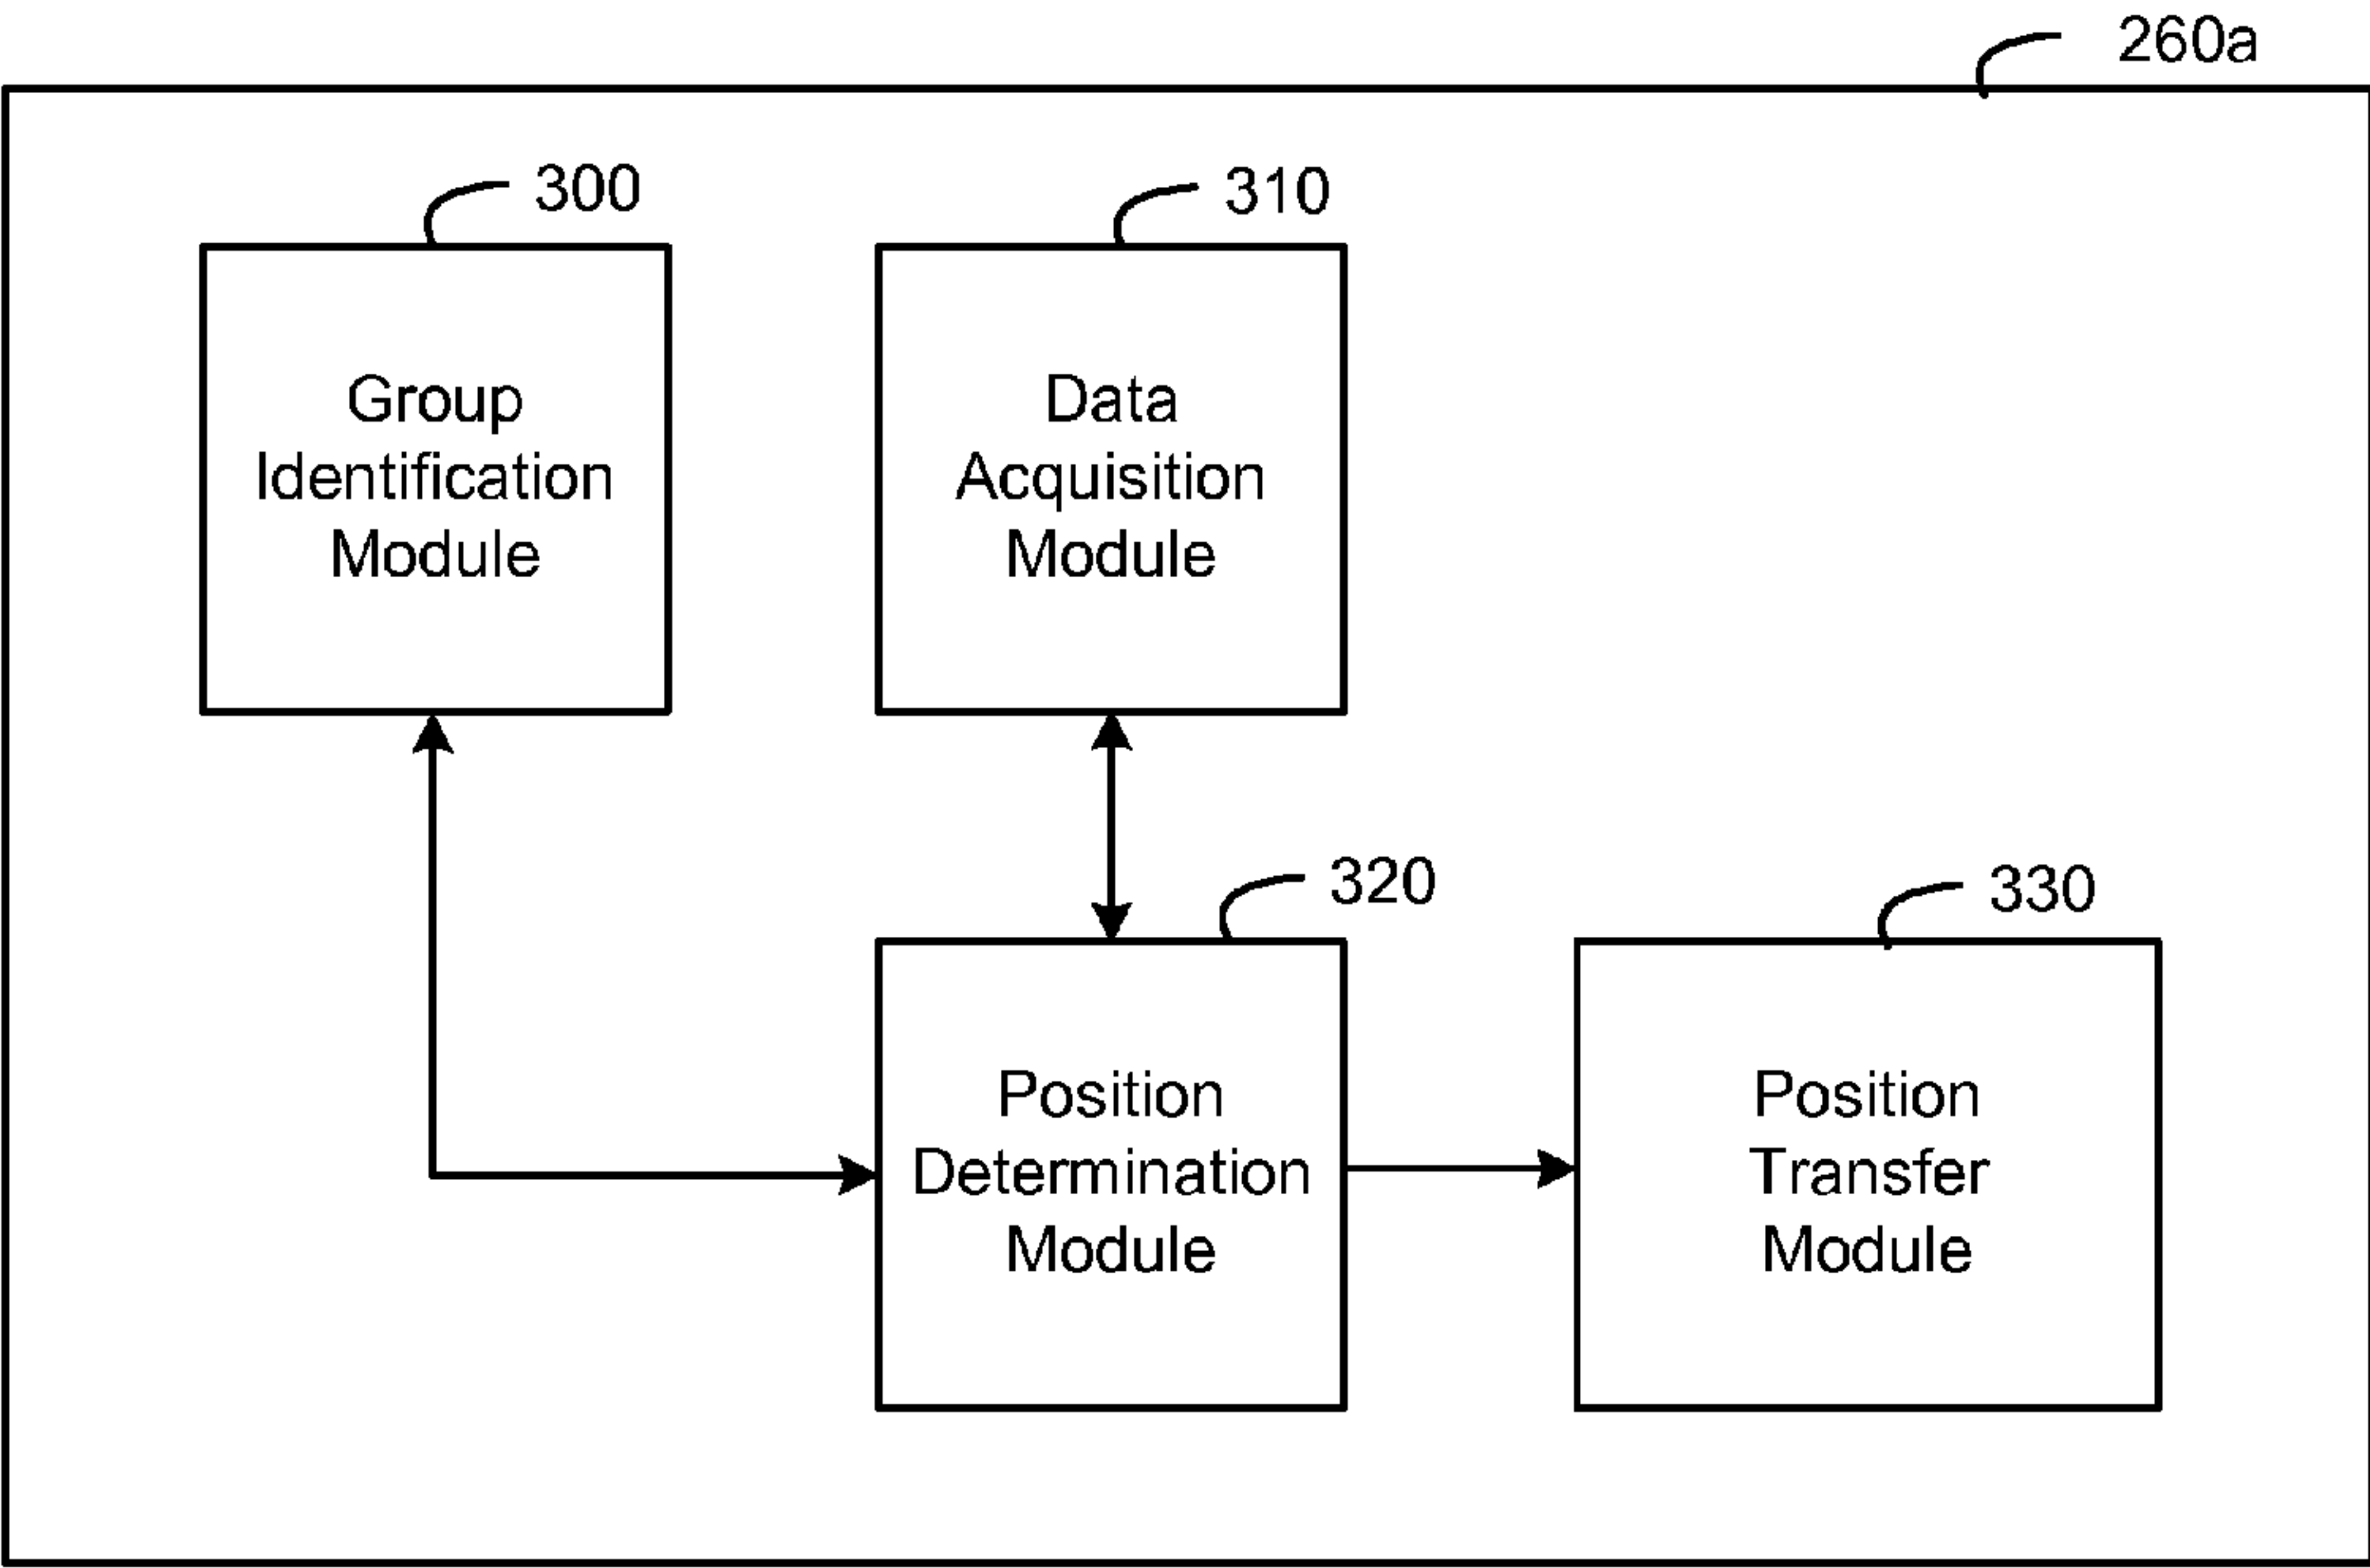 260a
300
310
Group
Identification
Module
Data
Acquisition
Module
320
330
Position
Determination
Module
Position
Transfer
Module